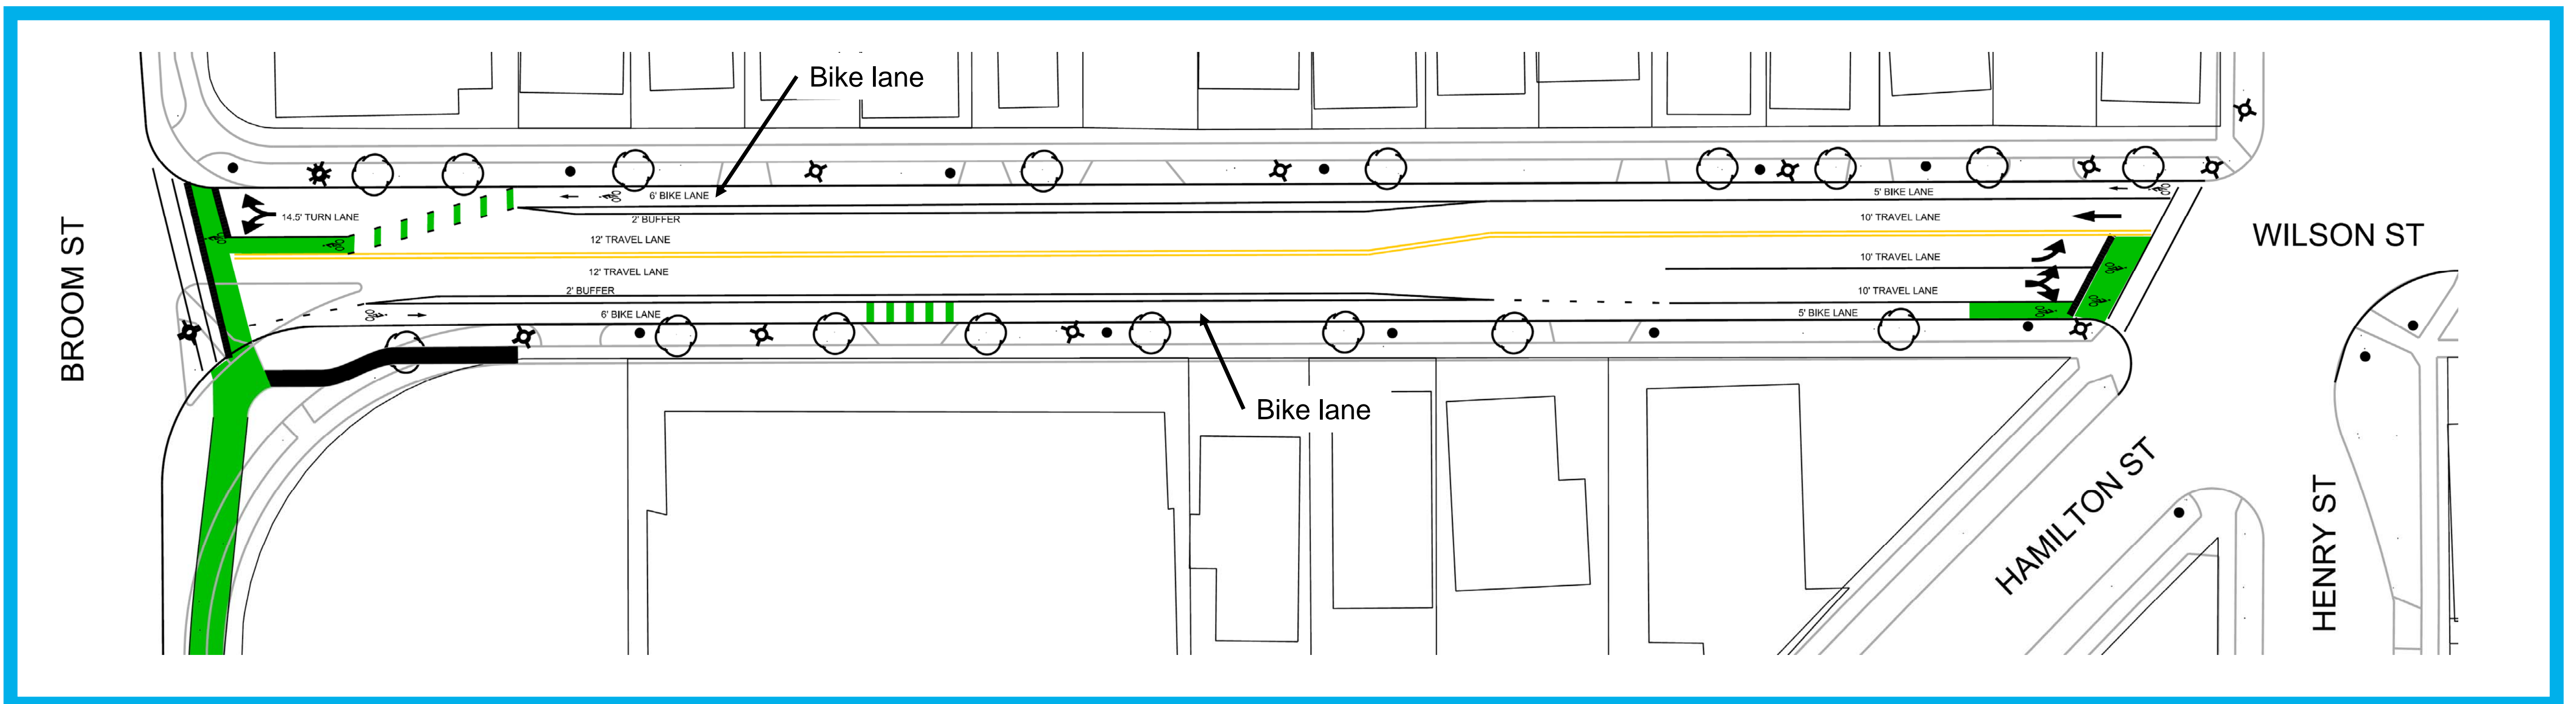 Bike lane
6' BIKE LANE
5' BIKE LANE
14.5' TURN LANE
2' BUFFER
10' TRAVEL LANE
12' TRAVEL LANE
WILSON ST
BROOM ST
10' TRAVEL LANE
12' TRAVEL LANE
2' BUFFER
10' TRAVEL LANE
6' BIKE LANE
5' BIKE LANE
Bike lane
HAMILTON ST
HENRY ST